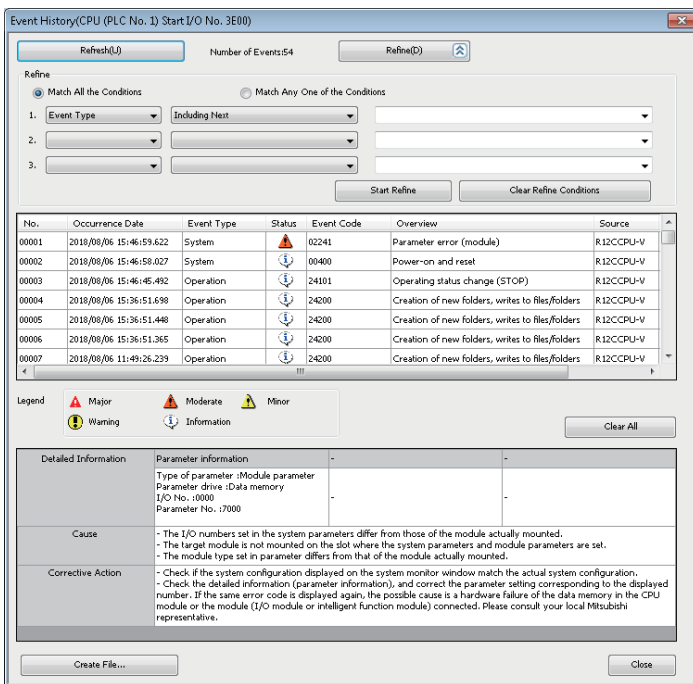 Event History(CPU (PLC No. 1) Start I/O No. 3E00)
Refresh(U) Number of Events:54 Refine(D)
Refine
Match All the Conditions Match Any One of the Conditions
1. Event Type Including Next
2.
3.
Start Refine Clear Refine Conditions
No. Occurrence Date Event Type Status Event Code Overview Source
00001 2018/08/06 15:46:59.622 System 02241 Parameter error (module) R12CCPU-V
00002 2018/08/06 15:46:58.027 System 00400 Power-on and reset R12CCPU-V
00003 2018/08/06 15:46:45.492 Operation 24101 Operating status change (STOP) R12CCPU-V
00004 2018/08/06 15:36:51.698 Operation 24200 Creation of new folders, writes to files/folders R12CCPU-V
00005 2018/08/06 15:36:51.448 Operation 24200 Creation of new folders, writes to files/folders R12CCPU-V
00006 2018/08/06 15:36:51.365 Operation 24200 Creation of new folders, writes to files/folders R12CCPU-V
00007 2018/08/06 11:49:26.239 Operation 24200 Creation of new folders, writes to files/folders R12CCPU-V
Legend Major Moderate Minor
Warning Information
Clear All
Detailed Information Parameter information - -
Type of parameter :Module parameter
Parameter drive :Data memory
I/O No. :0000 - -
Parameter No. :7000
Cause - The I/O numbers set in the system parameters differ from those of the module actually mounted.
- The target module is not mounted on the slot where the system parameters and module parameters are set.
- The module type set in parameter differs from that of the module actually mounted.
Corrective Action - Check if the system configuration displayed on the system monitor window match the actual system configuration.
- Check the detailed information (parameter information), and correct the parameter setting corresponding to the displayed
number. If the same error code is displayed again, the possible cause is a hardware failure of the data memory in the CPU
module or the module (I/O module or intelligent function module) connected. Please consult your local Mitsubishi
representative.
Create File... Close